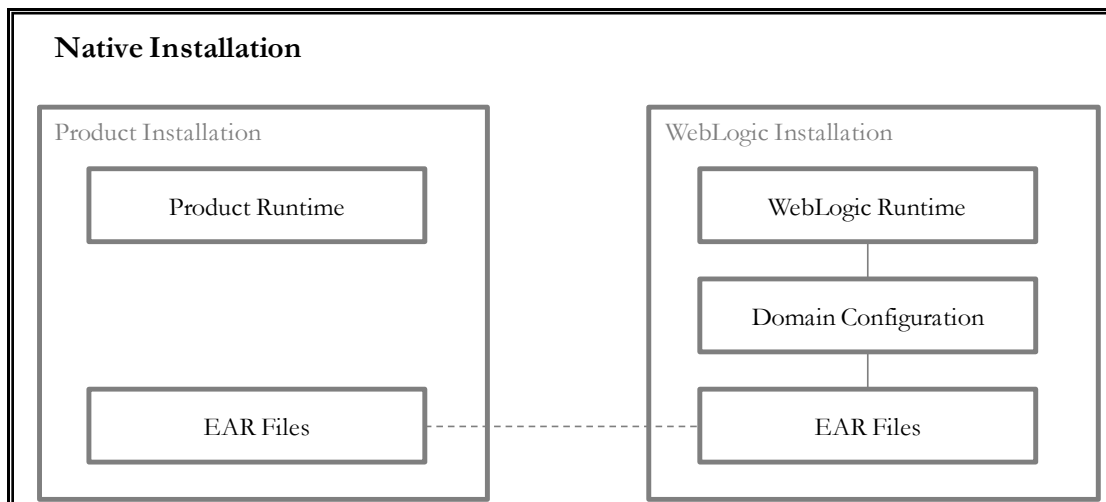 Native Installation
Product Installation
Product Runtime
EAR Files
WebLogic Installation
WebLogic Runtime
Domain Configuration
EAR Files